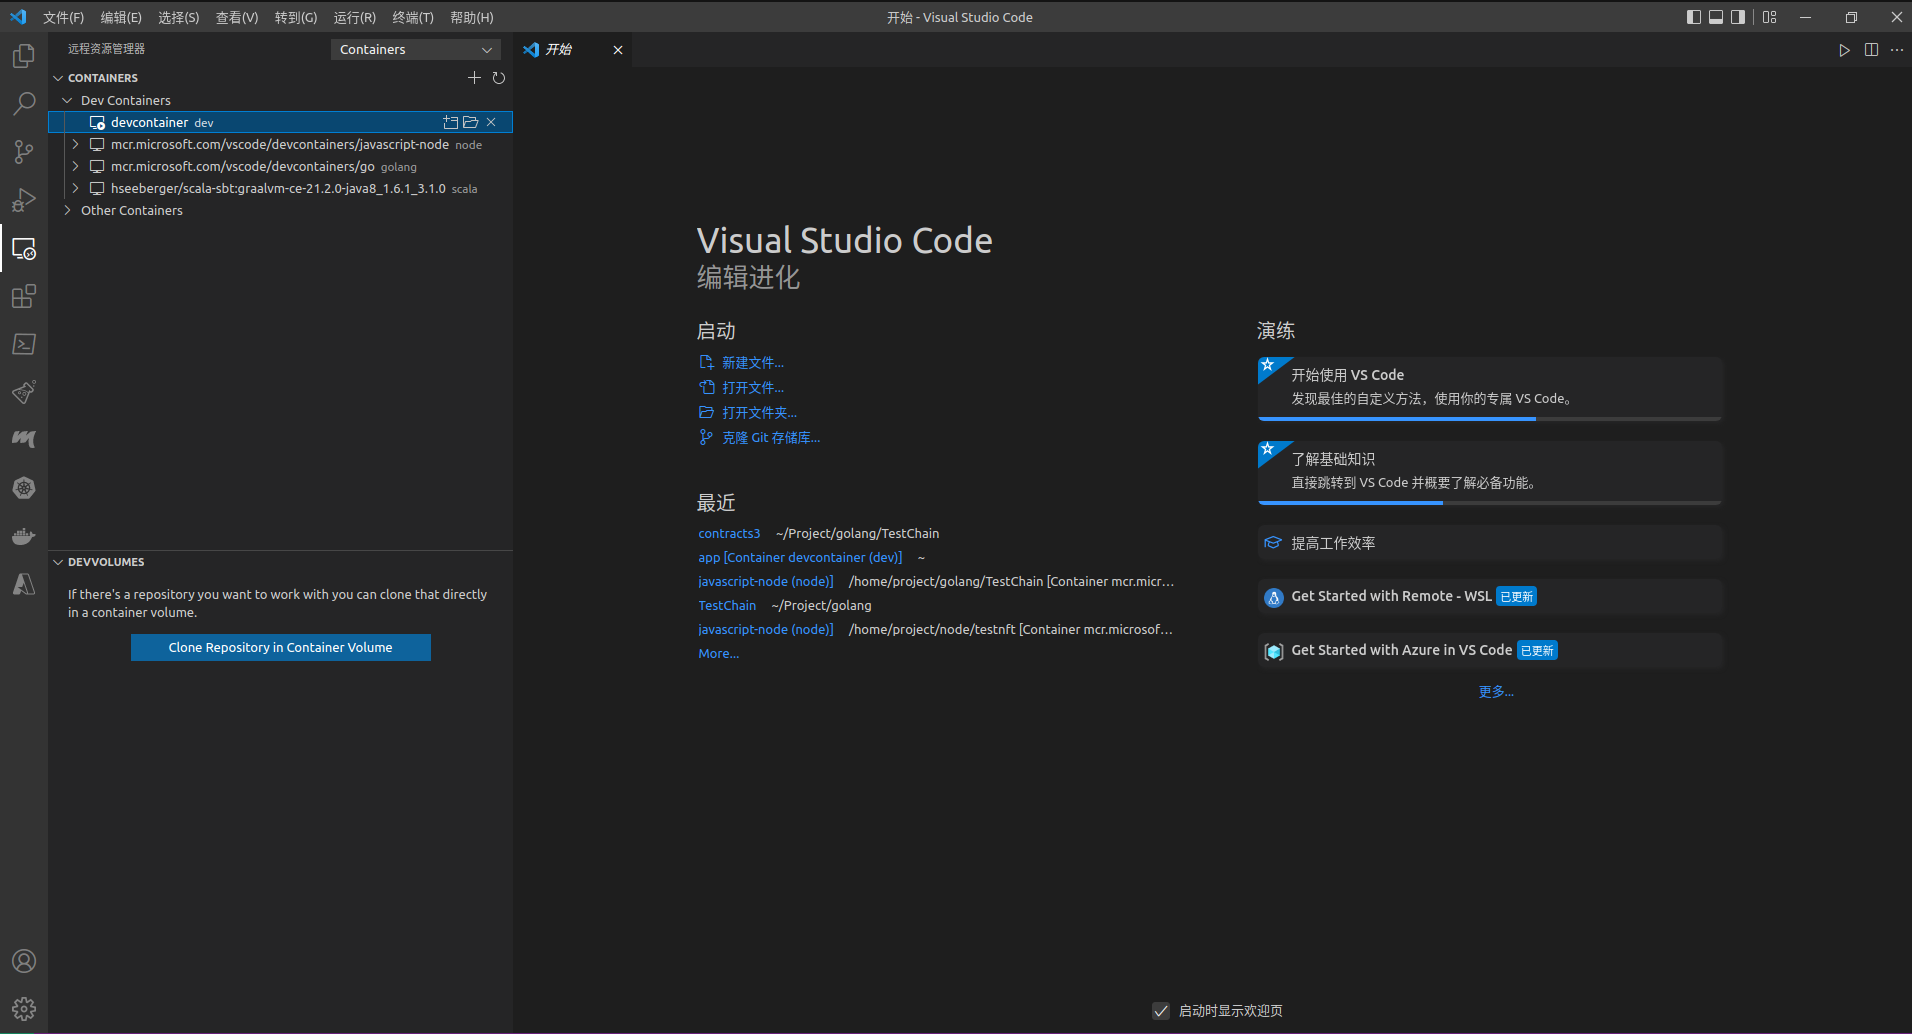 文件(F) 编辑(E) 选择(S) 查看(V) 转到(G) 运行(R) 终端(T) 帮助(H) 开始 - Visual Studio Code
远程资源管理器 Containers
开始
CONTAINERS
Dev Containers
devcontainer dev
mcr.microsoft.com/vscode/devcontainers/javascript-node node
mcr.microsoft.com/vscode/devcontainers/go golang
hseeberger/scala-sbt:graalvm-ce-21.2.0-java8_1.6.1_3.1.0 scala
Other Containers
DEVVOLUMES
If there's a repository you want to work with you can clone that directly
in a container volume.
Clone Repository in Container Volume
Visual Studio Code
编辑进化
启动
新建文件...
打开文件...
打开文件夹...
克隆 Git 存储库...
最近
contracts3 ~/Project/golang/TestChain
app [Container devcontainer (dev)] ~
javascript-node (node)] /home/project/golang/TestChain [Container mcr.micr...
TestChain ~/Project/golang
javascript-node (node)] /home/project/node/testnft [Container mcr.microsof...
More...
演练
开始使用 VS Code
发现最佳的自定义方法，使用你的专属 VS Code。
了解基础知识
直接跳转到 VS Code 并概要了解必备功能。
提高工作效率
Get Started with Remote - WSL 已更新
Get Started with Azure in VS Code 已更新
更多...
启动时显示欢迎页